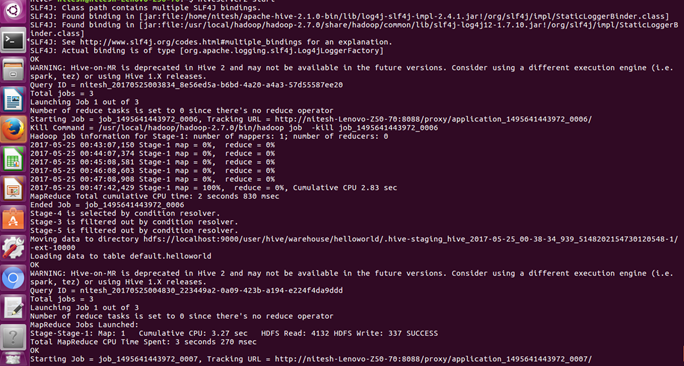 SLF4J: Class path contains multiple SLF4J bindings.
SLF4J: Found binding in [jar:file:/home/nitesh/apache-hive-2.1.0-bin/lib/log4j-slf4j-impl-2.4.1.jar!/org/slf4j/impl/StaticLoggerBinder.class]
SLF4J: Found binding in [jar:file:/usr/local/hadoop/hadoop-2.7.0/share/hadoop/common/lib/slf4j-log4j12-1.7.10.jar!/org/slf4j/impl/StaticLoggerB
inder.class]
SLF4J: See http://www.slf4j.org/codes.html#multiple_bindings for an explanation.
SLF4J: Actual binding is of type [org.apache.logging.slf4j.Log4jLoggerFactory]
OK
WARNING: Hive-on-MR is deprecated in Hive 2 and may not be available in the future versions. Consider using a different execution engine (i.e.
spark, tez) or using Hive 1.X releases.
Query ID = nitesh_20170525003834_8e56ed5a-b6bd-4a20-a4a3-57d55587ee20
Total jobs = 3
Launching Job 1 out of 3
Number of reduce tasks is set to 0 since there's no reduce operator
Starting Job = job_1495641443972_0006, Tracking URL = http://nitesh-Lenovo-Z50-70:8088/proxy/application_1495641443972_0006/
Kill Command = /usr/local/hadoop/hadoop-2.7.0/bin/hadoop job  -kill job_1495641443972_0006
Hadoop job information for Stage-1: number of mappers: 1; number of reducers: 0
2017-05-25 00:43:07,150 Stage-1 map = 0%,  reduce = 0%
2017-05-25 00:44:07,374 Stage-1 map = 0%,  reduce = 0%
2017-05-25 00:45:08,581 Stage-1 map = 0%,  reduce = 0%
2017-05-25 00:46:08,603 Stage-1 map = 0%,  reduce = 0%
2017-05-25 00:47:08,908 Stage-1 map = 0%,  reduce = 0%
2017-05-25 00:47:42,429 Stage-1 map = 100%,  reduce = 0%, Cumulative CPU 2.83 sec
MapReduce Total cumulative CPU time: 2 seconds 830 msec
Ended Job = job_1495641443972_0006
Stage-4 is selected by condition resolver.
Stage-3 is filtered out by condition resolver.
Stage-5 is filtered out by condition resolver.
Moving data to directory hdfs://localhost:9000/user/hive/warehouse/helloworld/.hive-staging_hive_2017-05-25_00-38-34_939_5148202154730120548-1/
-ext-10000
Loading data to table default.helloworld
OK
WARNING: Hive-on-MR is deprecated in Hive 2 and may not be available in the future versions. Consider using a different execution engine (i.e.
spark, tez) or using Hive 1.X releases.
Query ID = nitesh_20170525004830_223449a2-0a09-423b-a194-e224f4da9ddd
Total jobs = 3
Launching Job 1 out of 3
Number of reduce tasks is set to 0 since there's no reduce operator
MapReduce Jobs Launched:
Stage-Stage-1: Map: 1   Cumulative CPU: 3.27 sec   HDFS Read: 4132 HDFS Write: 337 SUCCESS
Total MapReduce CPU Time Spent: 3 seconds 270 msec
OK
Starting Job = job_1495641443972_0007, Tracking URL = http://nitesh-Lenovo-Z50-70:8088/proxy/application_1495641443972_0007/